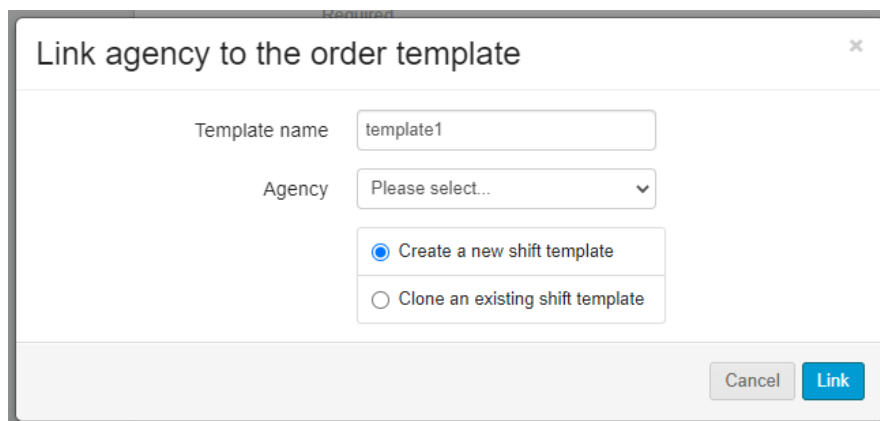 Required
Link agency to the order template
×
Template name template1
Agency Please select...
Create a new shift template
Clone an existing shift template
Cancel Link